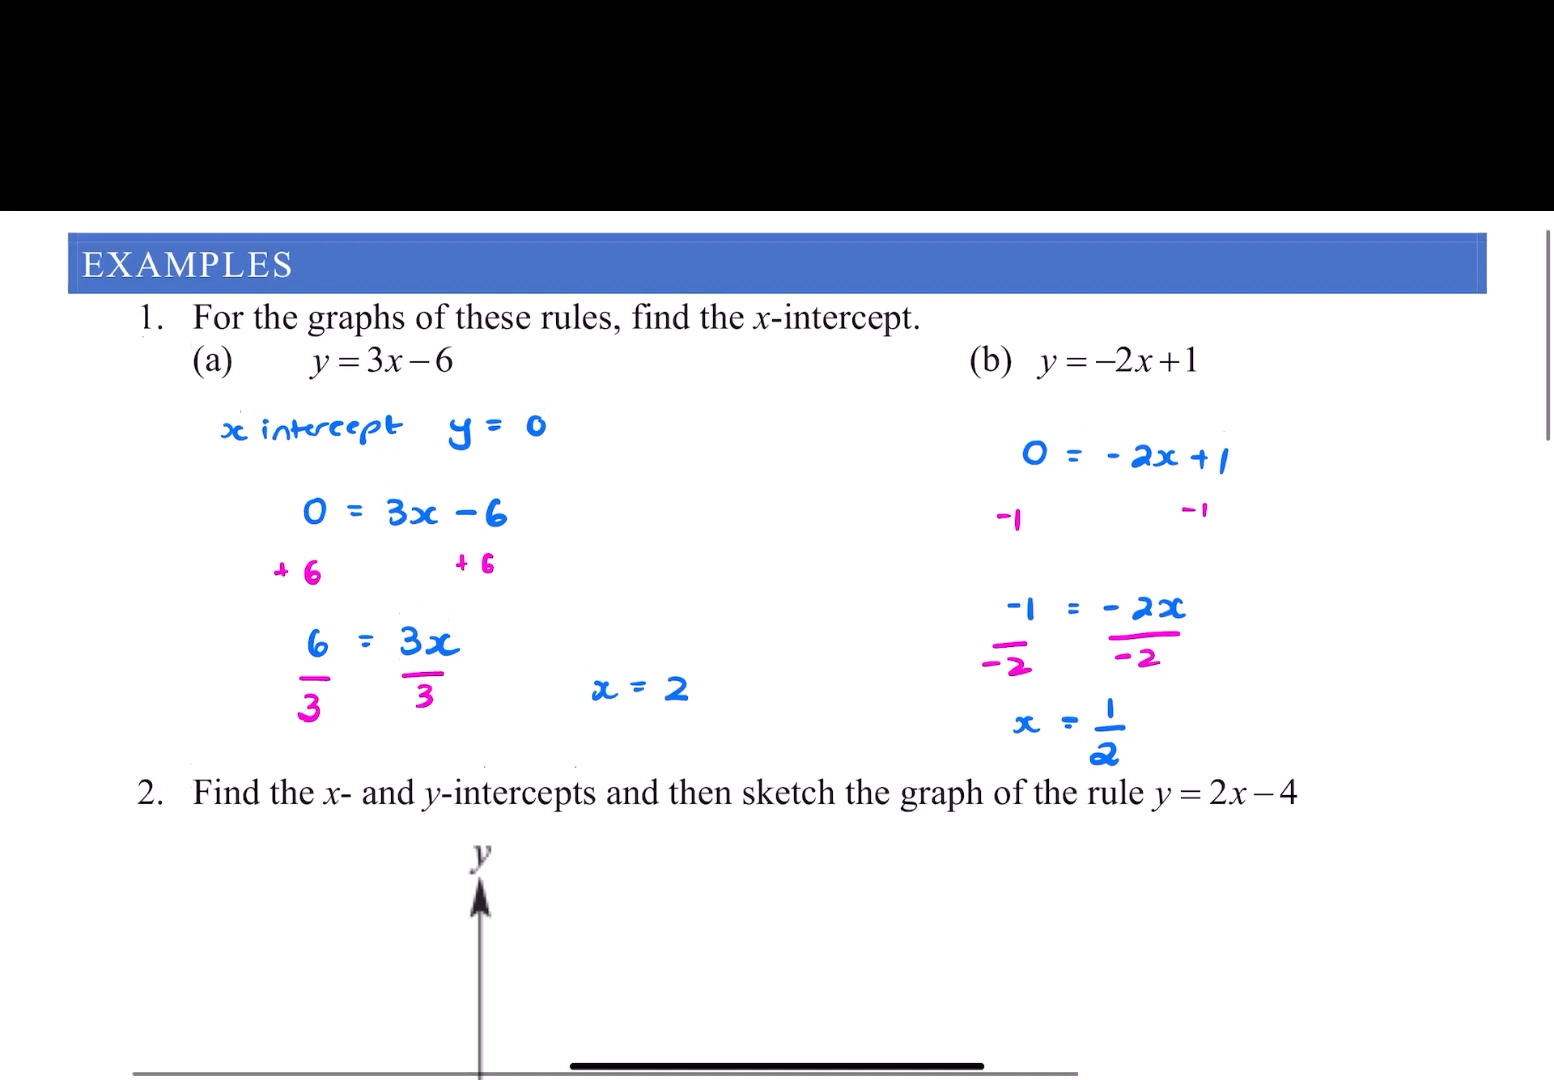 EXAMPLES
1. For the graphs of these rules, find the x-intercept.
(a) y = 3x − 6
x intercept y = 0
0 = 3x − 6
+ 6 + 6
6 = 3x
3 3
x = 2
(b) y = −2x + 1
0 = - 2x + 1
-1 -1
-1 = - 2x
-2 -2
x = 1/2
2. Find the x- and y-intercepts and then sketch the graph of the rule y = 2x − 4
y